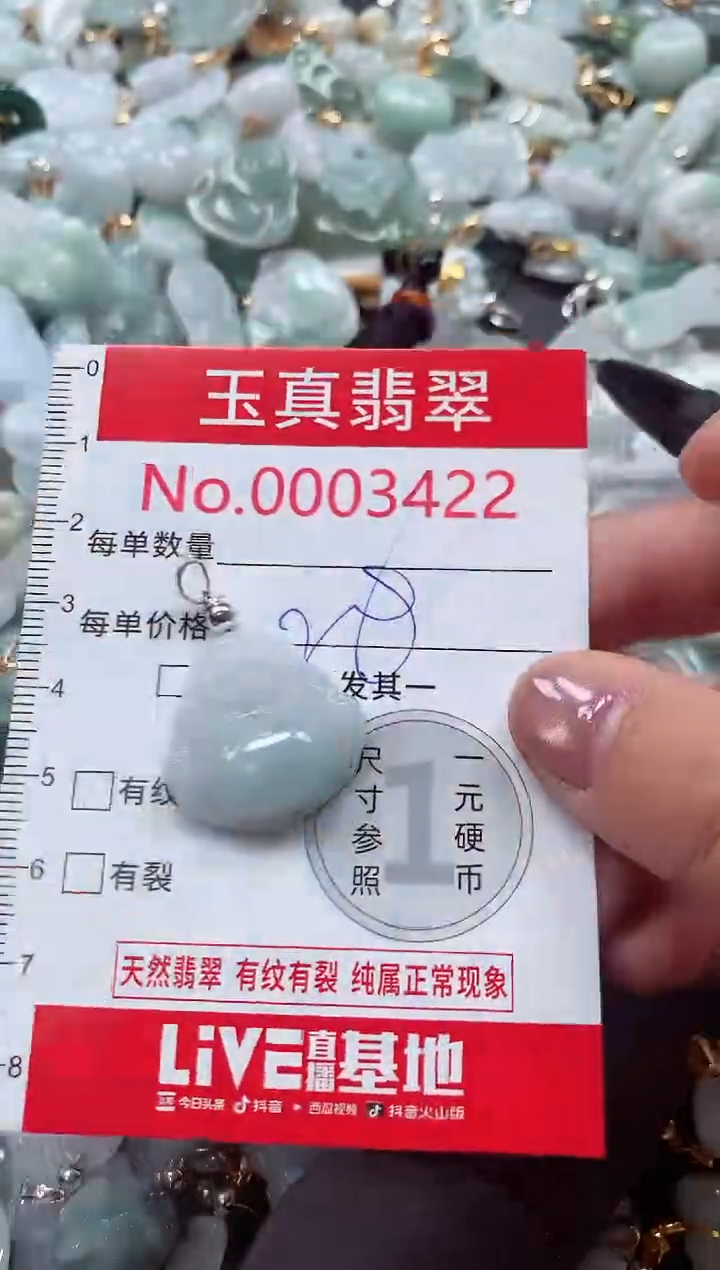 玉真翡翠
No.0003422
每单数量
每单价格
发其一
有纹
有裂
尺寸参照
一元硬币
1
天然翡翠 有纹有裂 纯属正常现象
LiVE直播基地
今日头条 抖音 西瓜视频 抖音火山版
0
1
2
3
4
5
6
7
8